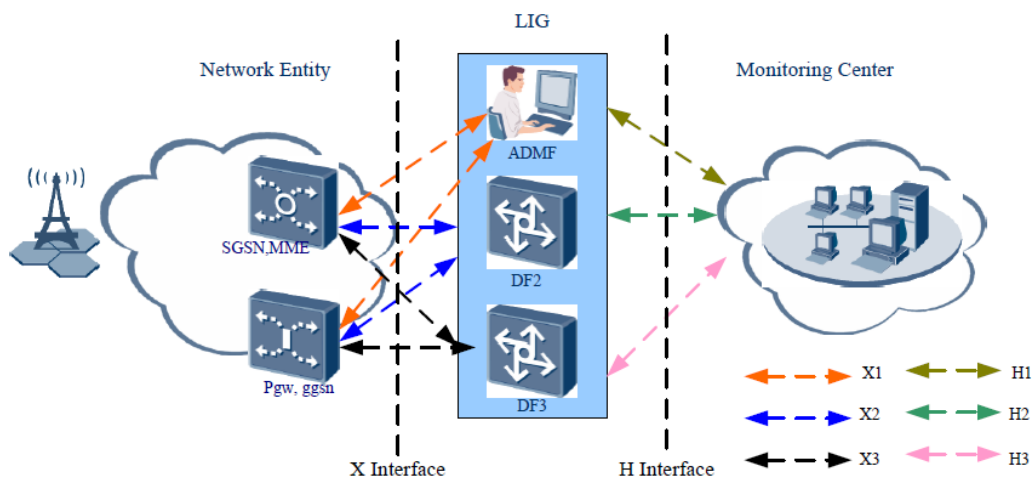 LIG
Network Entity
Monitoring Center
ADMF
SGSN,MME
DF2
Pgw, ggsn
DF3
X1
H1
X2
H2
X3
H3
X Interface
H Interface